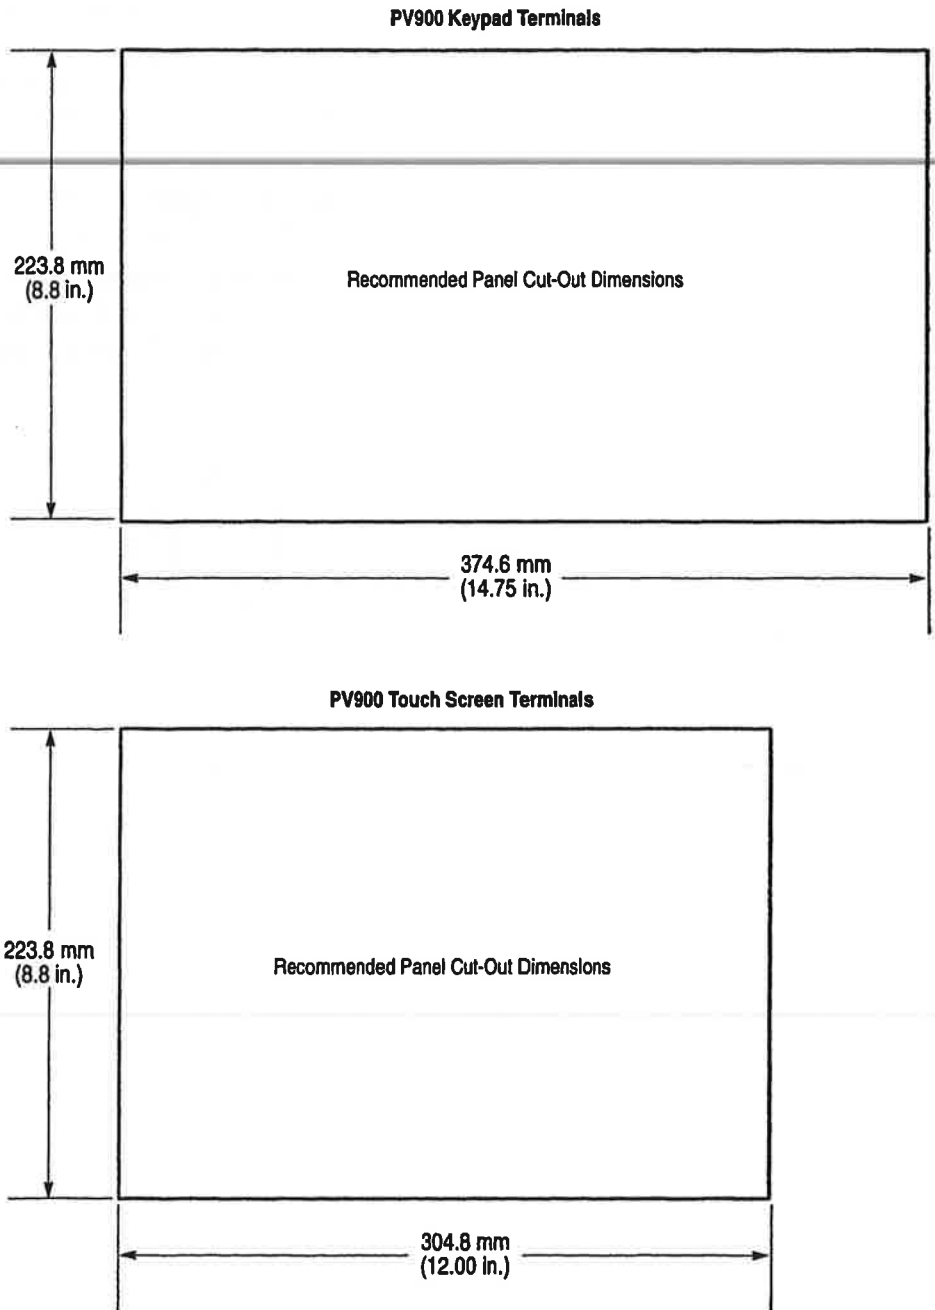 PV900 Keypad Terminals
223.8 mm
(8.8 in.)
Recommended Panel Cut-Out Dimensions
374.6 mm
(14.75 in.)
PV900 Touch Screen Terminals
223.8 mm
(8.8 in.)
Recommended Panel Cut-Out Dimensions
304.8 mm
(12.00 in.)